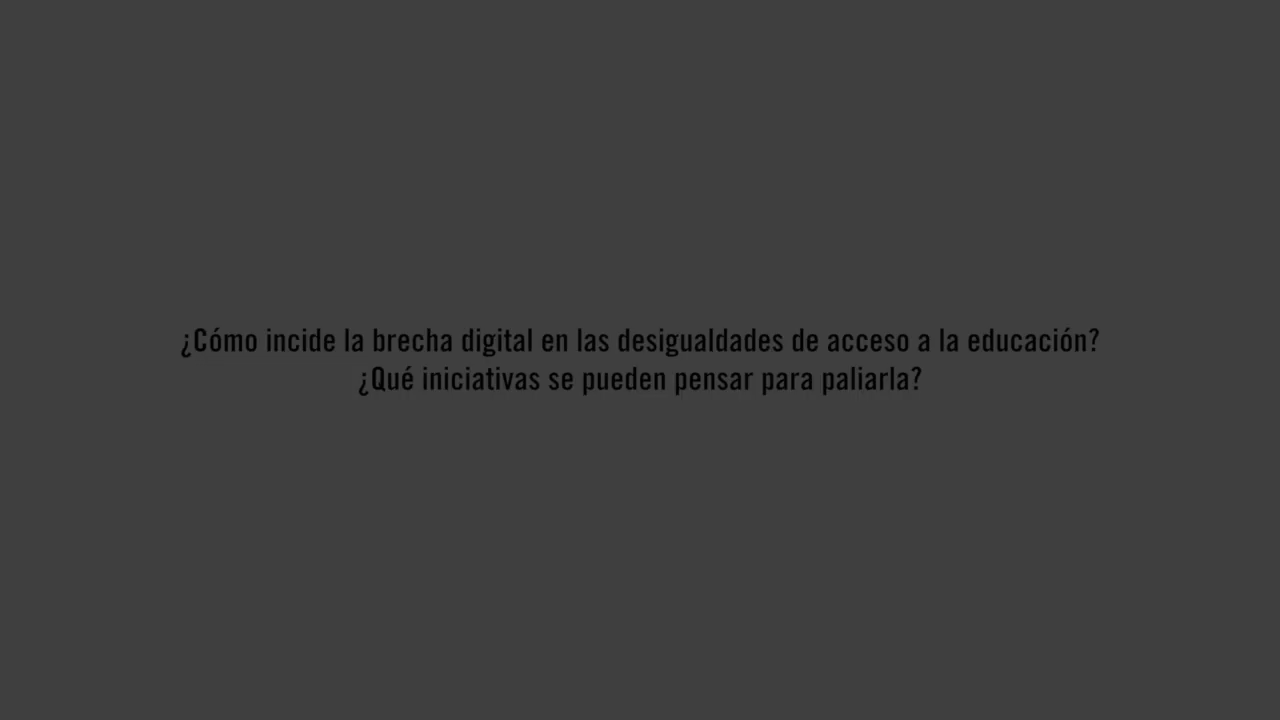 ¿Cómo incide la brecha digital en las desigualdades de acceso a la educación?
¿Qué iniciativas se pueden pensar para paliarla?